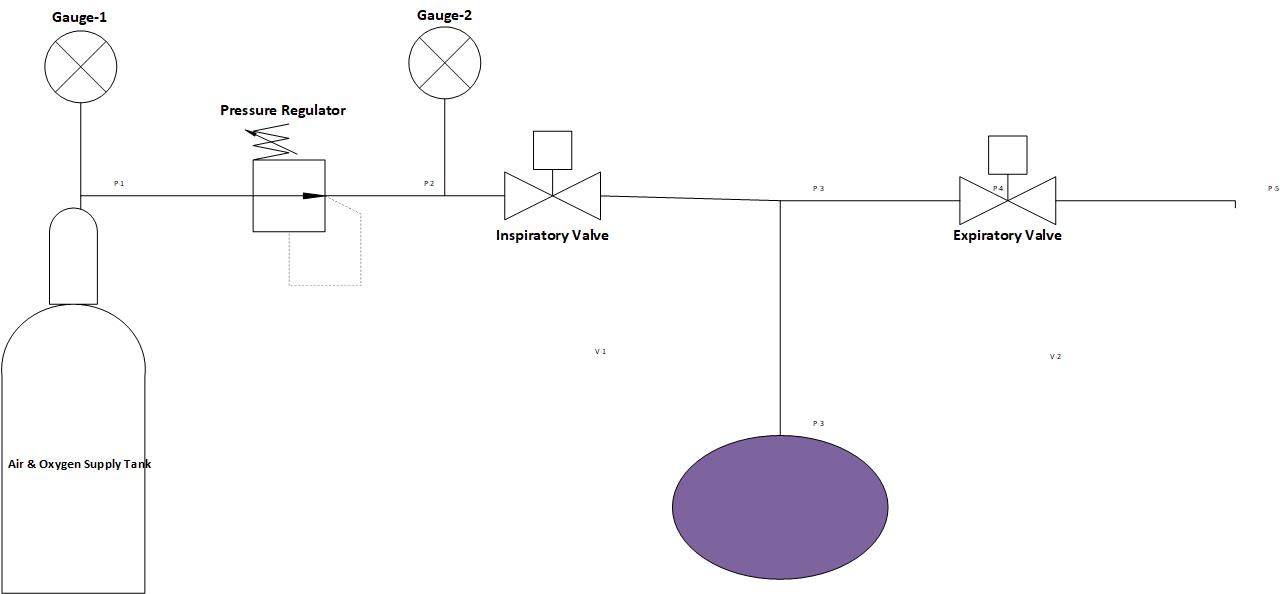 Gauge-1
Gauge-2
Pressure Regulator
P-1
P-2
P-3
P-4
P-5
Inspiratory Valve
Expiratory Valve
V-1
V-2
P-3
Air & Oxygen Supply Tank